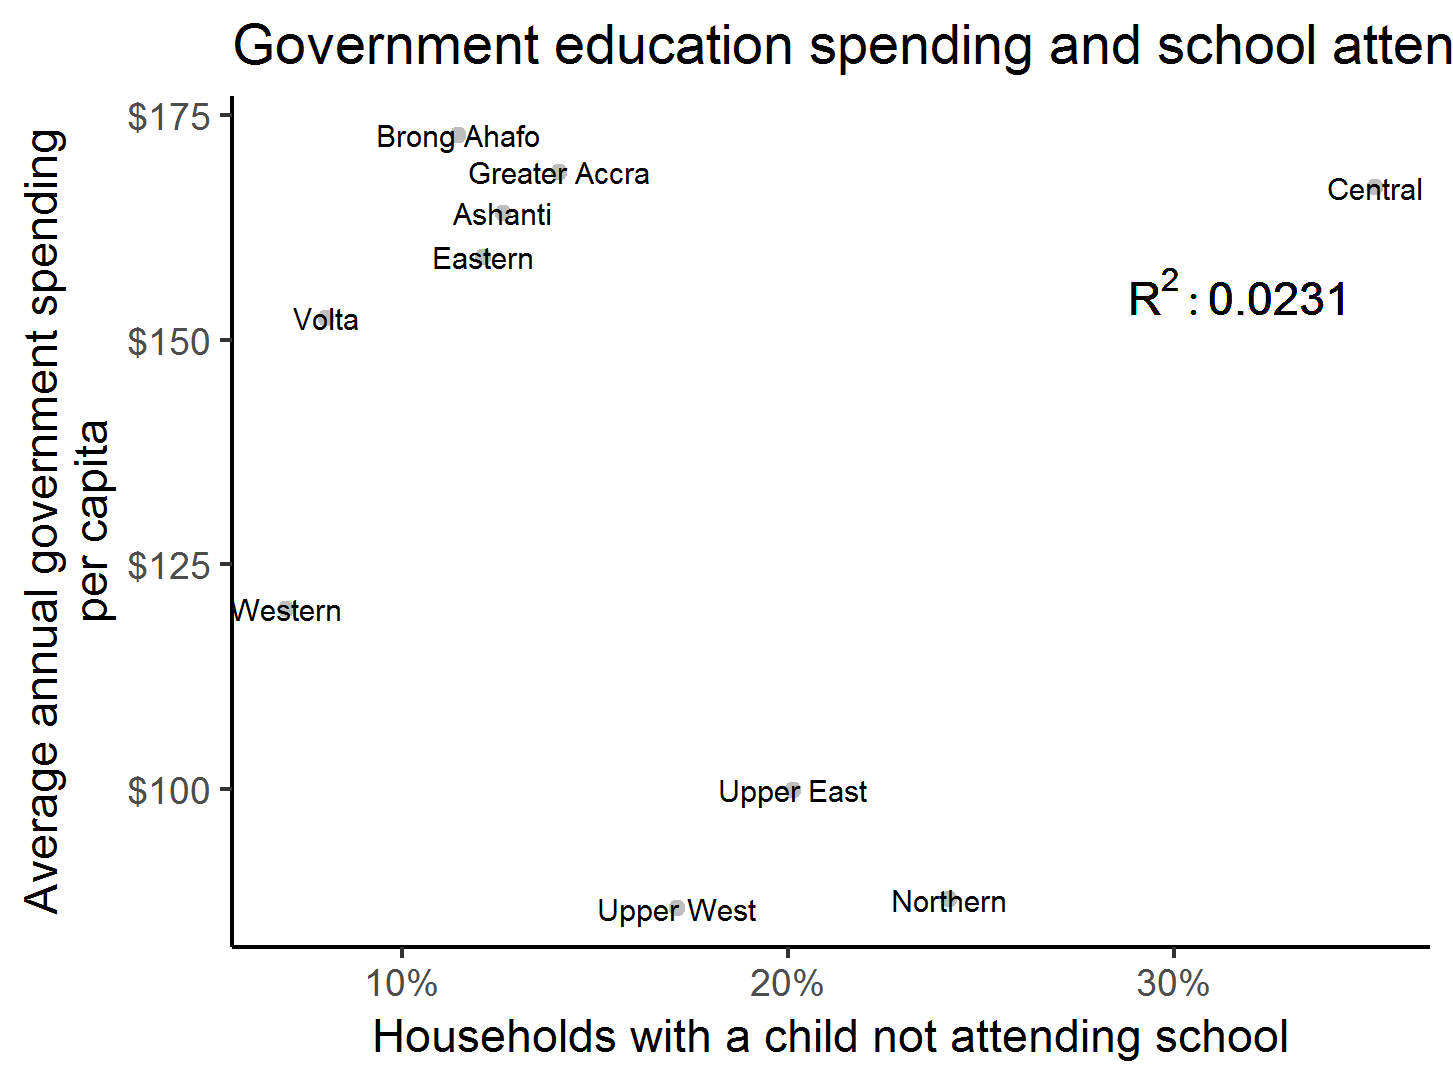 Government education spending and school atten
$175
$150
$125
$100
Average annual government spending
per capita
Brong Ahafo
Greater Accra
Central
Ashanti
Eastern
R²:0.0231
Volta
Western
Upper East
Northern
Upper West
10% 20% 30%
Households with a child not attending school